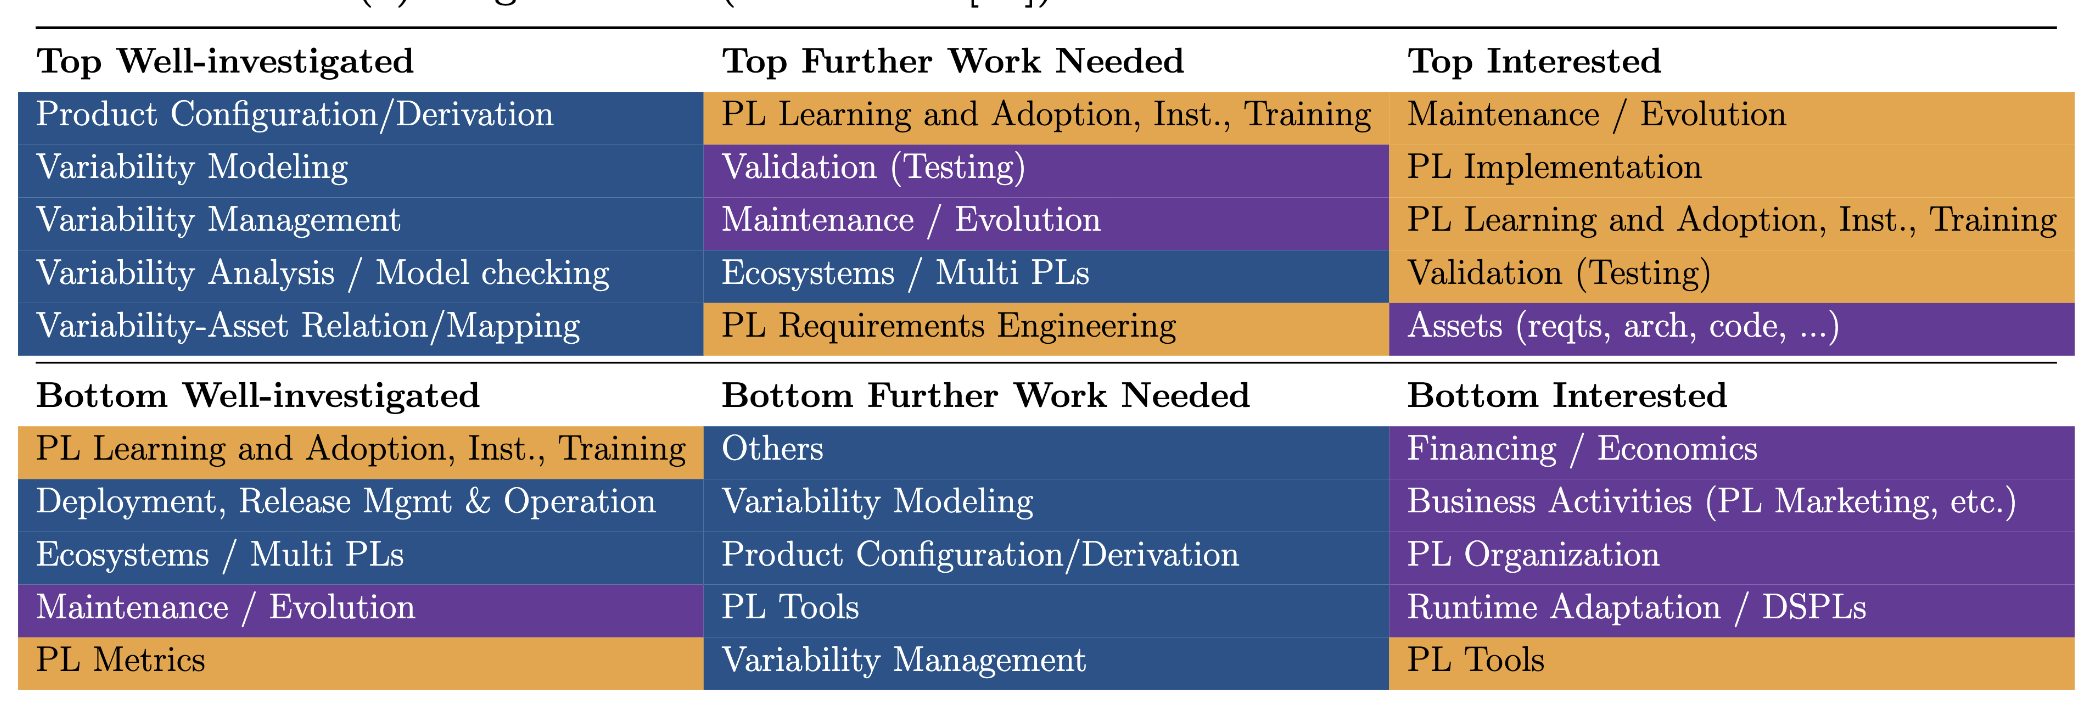 Top Well-investigated Top Further Work Needed Top Interested
Product Configuration/Derivation PL Learning and Adoption, Inst., Training Maintenance / Evolution
Variability Modeling Validation (Testing) PL Implementation
Variability Management Maintenance / Evolution PL Learning and Adoption, Inst., Training
Variability Analysis / Model checking Ecosystems / Multi PLs Validation (Testing)
Variability-Asset Relation/Mapping PL Requirements Engineering Assets (reqts, arch, code, ...)
Bottom Well-investigated Bottom Further Work Needed Bottom Interested
PL Learning and Adoption, Inst., Training Others Financing / Economics
Deployment, Release Mgmt & Operation Variability Modeling Business Activities (PL Marketing, etc.)
Ecosystems / Multi PLs Product Configuration/Derivation PL Organization
Maintenance / Evolution PL Tools Runtime Adaptation / DSPLs
PL Metrics Variability Management PL Tools